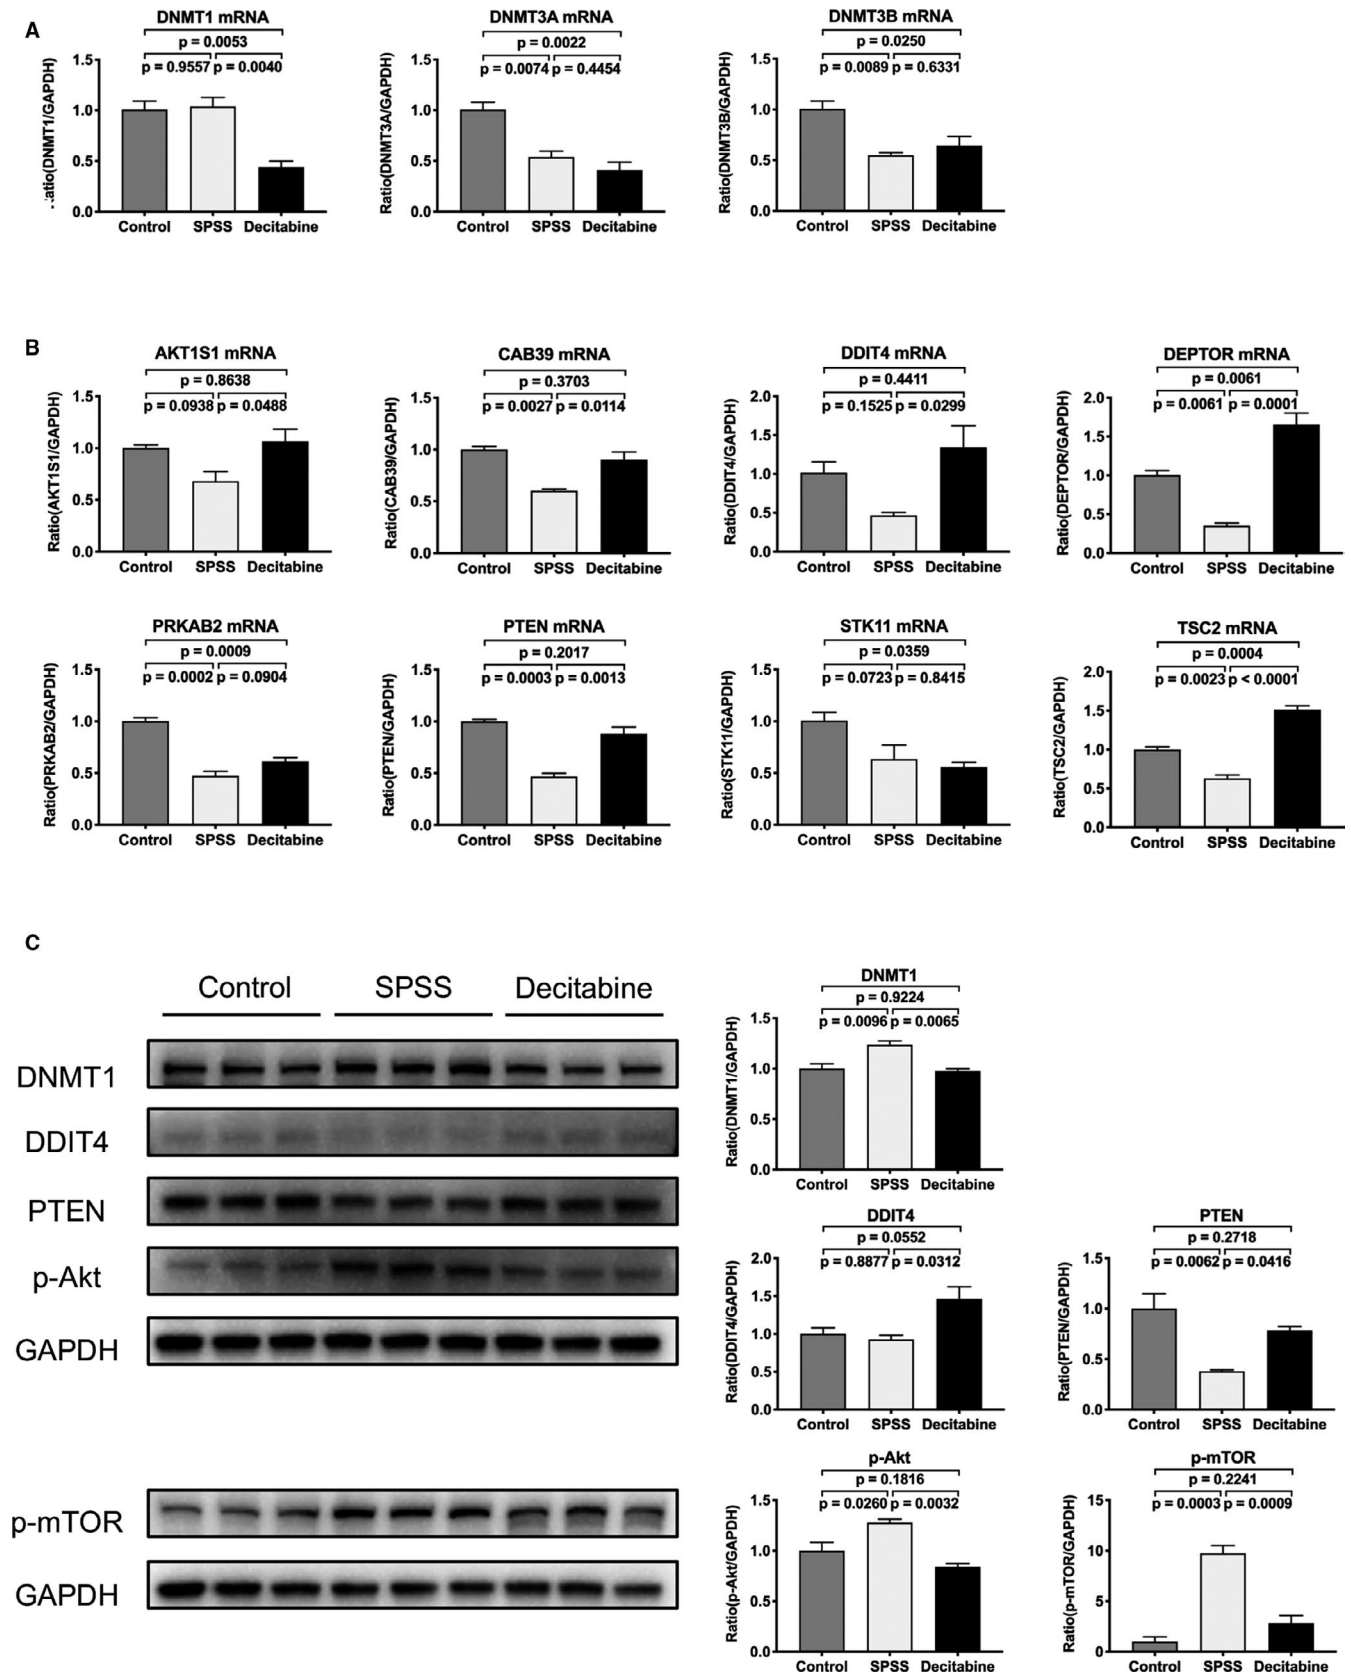 A
DNMT1 mRNA
p = 0.0053
p = 0.9557 p = 0.0040
atio(DNMT1/GAPDH)
1.5
1.0
0.5
0.0
Control SPSS Decitabine
DNMT3A mRNA
p = 0.0022
p = 0.0074 p = 0.4454
Ratio(DNMT3A/GAPDH)
1.5
1.0
0.5
0.0
Control SPSS Decitabine
DNMT3B mRNA
p = 0.0250
p = 0.0089 p = 0.6331
Ratio(DNMT3B/GAPDH)
1.5
1.0
0.5
0.0
Control SPSS Decitabine
B
AKT1S1 mRNA
p = 0.8638
p = 0.0938 p = 0.0488
Ratio(AKT1S1/GAPDH)
1.5
1.0
0.5
0.0
Control SPSS Decitabine
CAB39 mRNA
p = 0.3703
p = 0.0027 p = 0.0114
Ratio(CAB39/GAPDH)
1.5
1.0
0.5
0.0
Control SPSS Decitabine
DDIT4 mRNA
p = 0.4411
p = 0.1525 p = 0.0299
Ratio(DDIT4/GAPDH)
2.0
1.5
1.0
0.5
0.0
Control SPSS Decitabine
DEPTOR mRNA
p = 0.0061
p = 0.0061 p = 0.0001
Ratio(DEPTOR/GAPDH)
2.0
1.5
1.0
0.5
0.0
Control SPSS Decitabine
PRKAB2 mRNA
p = 0.0009
p = 0.0002 p = 0.0904
Ratio(PRKAB2/GAPDH)
1.5
1.0
0.5
0.0
Control SPSS Decitabine
PTEN mRNA
p = 0.2017
p = 0.0003 p = 0.0013
Ratio(PTEN/GAPDH)
1.5
1.0
0.5
0.0
Control SPSS Decitabine
STK11 mRNA
p = 0.0359
p = 0.0723 p = 0.8415
Ratio(STK11/GAPDH)
1.5
1.0
0.5
0.0
Control SPSS Decitabine
TSC2 mRNA
p = 0.0004
p = 0.0023 p < 0.0001
Ratio(TSC2/GAPDH)
2.0
1.5
1.0
0.5
0.0
Control SPSS Decitabine
C
Control SPSS Decitabine
DNMT1
DDIT4
PTEN
p-Akt
GAPDH
p-mTOR
GAPDH
DNMT1
p = 0.9224
p = 0.0096 p = 0.0065
Ratio(DNMT1/GAPDH)
1.5
1.0
0.5
0.0
Control SPSS Decitabine
DDIT4
p = 0.0552
p = 0.8877 p = 0.0312
Ratio(DDIT4/GAPDH)
2.0
1.5
1.0
0.5
0.0
Control SPSS Decitabine
PTEN
p = 0.2718
p = 0.0062 p = 0.0416
Ratio(PTEN/GAPDH)
1.5
1.0
0.5
0.0
Control SPSS Decitabine
p-Akt
p = 0.1816
p = 0.0260 p = 0.0032
Ratio(p-Akt/GAPDH)
1.5
1.0
0.5
0.0
Control SPSS Decitabine
p-mTOR
p = 0.2241
p = 0.0003 p = 0.0009
Ratio(p-mTOR/GAPDH)
15
10
5
0
Control SPSS Decitabine